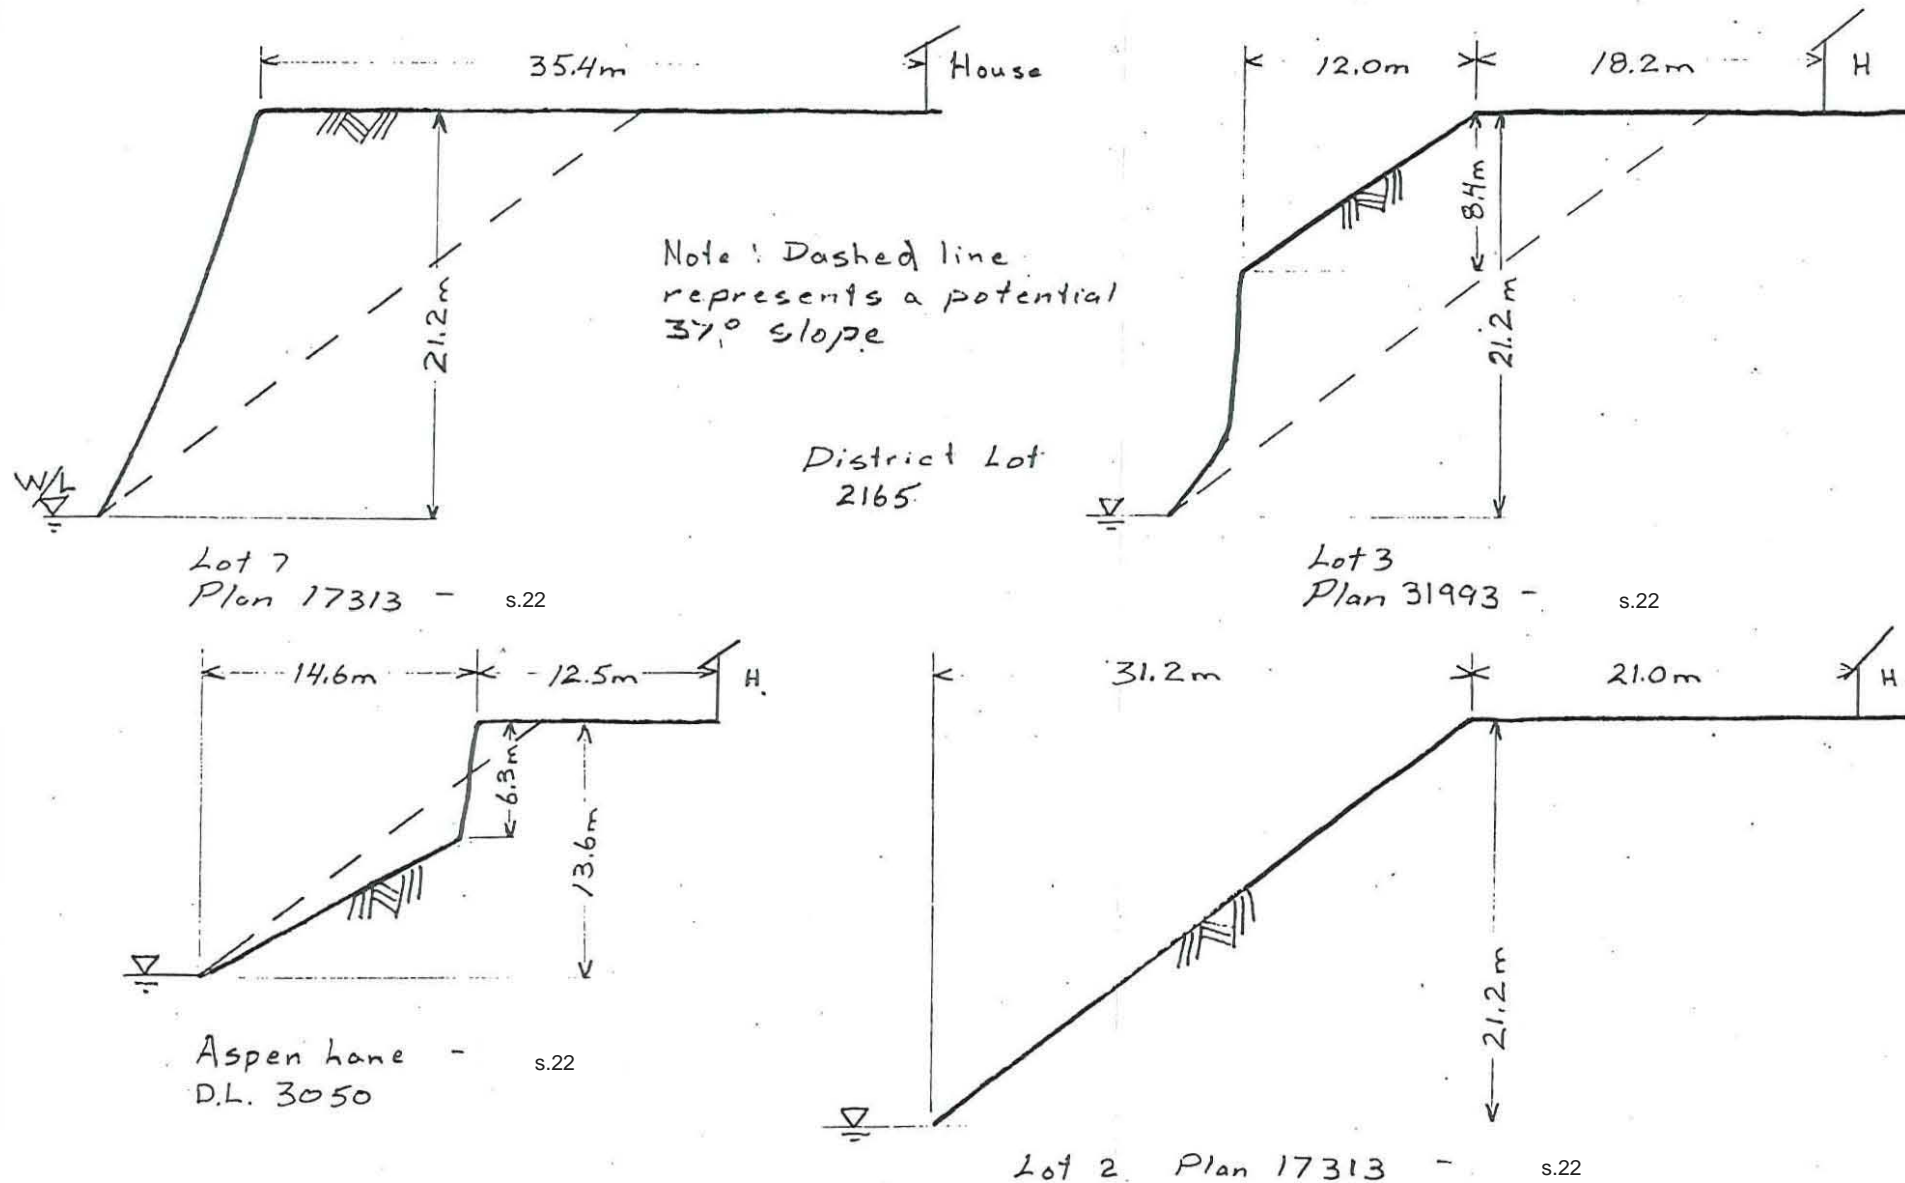 35.4m
House
12.0m
18.2m
H
8.4m
21.2m
21.2m
Note: Dashed line
represents a potential
37° slope
District Lot
2165
W/L
Lot 7
Plan 17313 - s.22
Lot 3
Plan 31993 - s.22
14.6m
12.5m
H.
6.3m
13.6m
31.2m
21.0m
H
21.2m
Aspen Lane - s.22
D.L. 3050
Lot 2 Plan 17313 - s.22